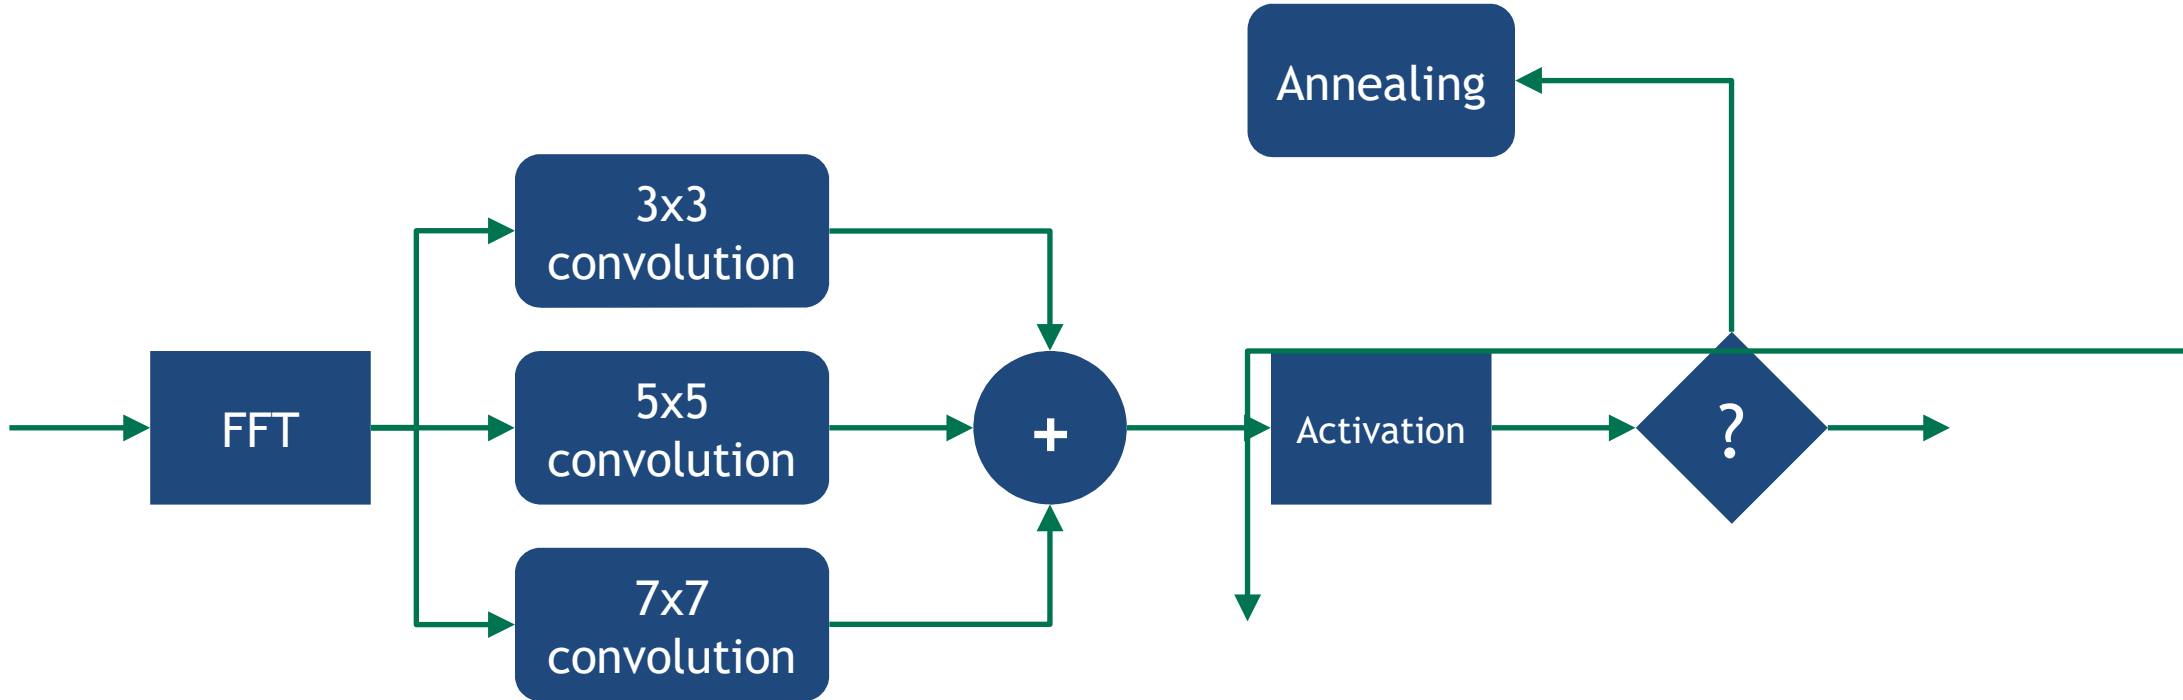 Annealing
3x3
convolution
FFT
5x5
convolution
+
Activation
?
7x7
convolution